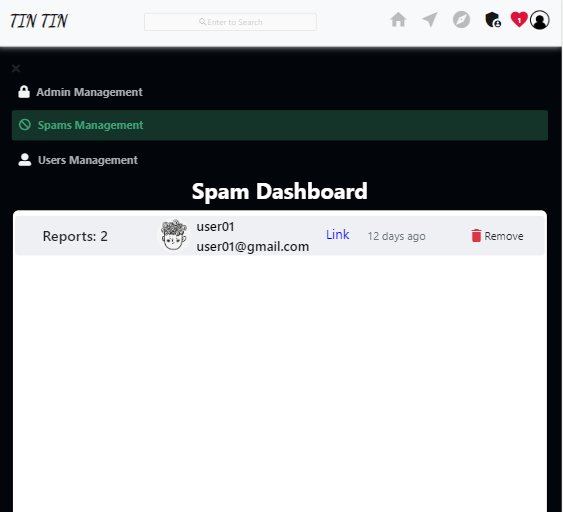 TIN TIN
Enter to Search
1
Admin Management
Spams Management
Users Management
Spam Dashboard
Reports: 2
user01
user01@gmail.com
Link
12 days ago
Remove